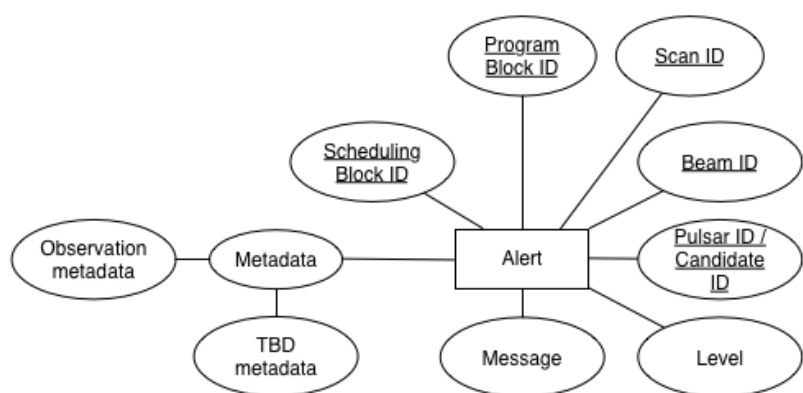 Program
Block ID
Scan ID
Scheduling
Block ID
Beam ID
Observation
metadata
Metadata
Alert
Pulsar ID /
Candidate
ID
TBD
metadata
Message
Level